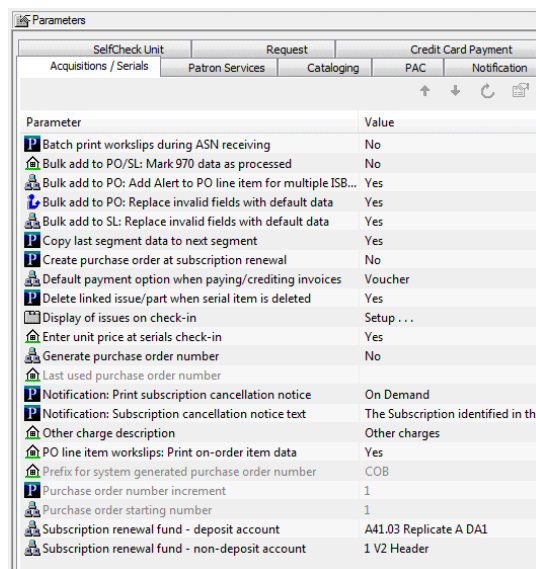 Parameters
SelfCheck Unit Request Credit Card Payment
Acquisitions / Serials Patron Services Cataloging PAC Notification
Parameter Value
Batch print workslips during ASN receiving No
Bulk add to PO/SL: Mark 970 data as processed No
Bulk add to PO: Add Alert to PO line item for multiple ISB... Yes
Bulk add to PO: Replace invalid fields with default data Yes
Bulk add to SL: Replace invalid fields with default data Yes
Copy last segment data to next segment Yes
Create purchase order at subscription renewal No
Default payment option when paying/crediting invoices Voucher
Delete linked issue/part when serial item is deleted Yes
Display of issues on check-in Setup . . .
Enter unit price at serials check-in Yes
Generate purchase order number No
Last used purchase order number
Notification: Print subscription cancellation notice On Demand
Notification: Subscription cancellation notice text The Subscription identified in th
Other charge description Other charges
PO line item workslips: Print on-order item data Yes
Prefix for system generated purchase order number COB
Purchase order number increment 1
Purchase order starting number 1
Subscription renewal fund - deposit account A41.03 Replicate A DA1
Subscription renewal fund - non-deposit account 1 V2 Header